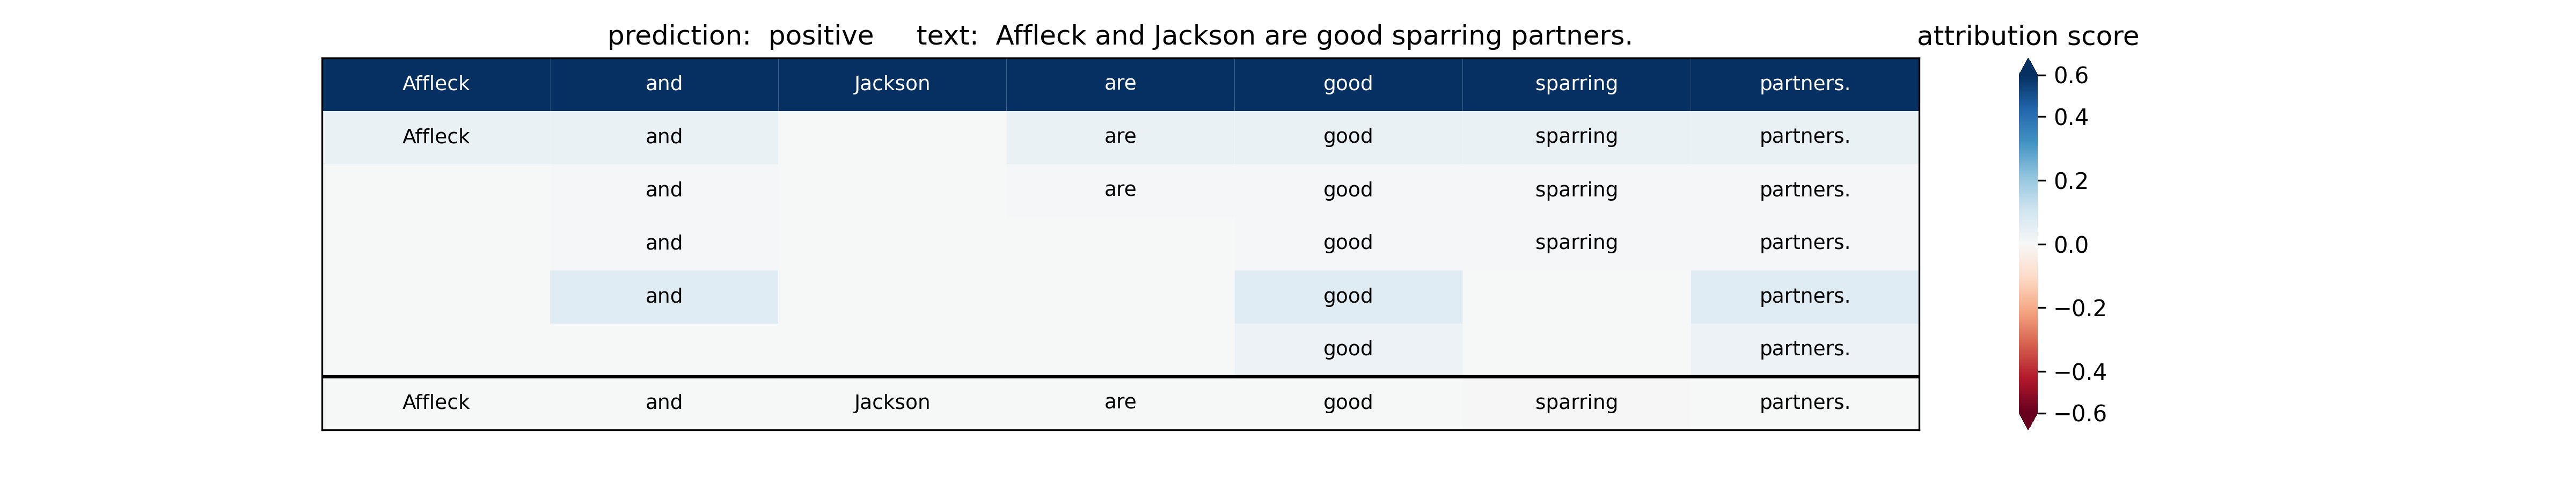 prediction: positive text: Affleck and Jackson are good sparring partners. attribution score
Affleck and Jackson are good sparring partners.
Affleck and are good sparring partners.
and are good sparring partners.
and good sparring partners.
and good partners.
good partners.
Affleck and Jackson are good sparring partners.
0.6
0.4
0.2
0.0
−0.2
−0.4
−0.6